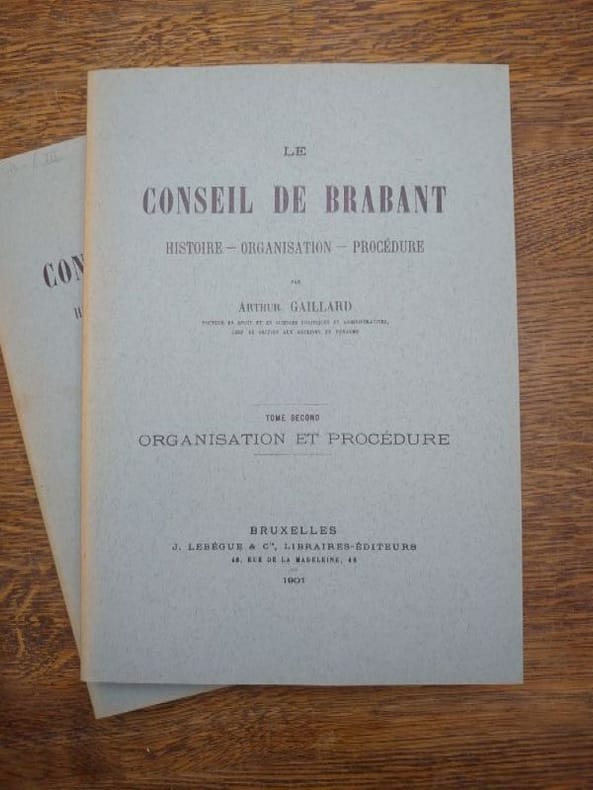 LE
CONSEIL DE BRABANT
HISTOIRE — ORGANISATION — PROCÉDURE
PAR
ARTHUR GAILLARD
DOCTEUR EN DROIT ET EN SCIENCES POLITIQUES ET ADMINISTRATIVES,
CHEF DE SECTION AUX ARCHIVES DU ROYAUME
TOME SECOND
ORGANISATION ET PROCÉDURE
BRUXELLES
J. LEBÈGUE & Cie, LIBRAIRES-ÉDITEURS
46, RUE DE LA MADELEINE, 46
1901
CON
H